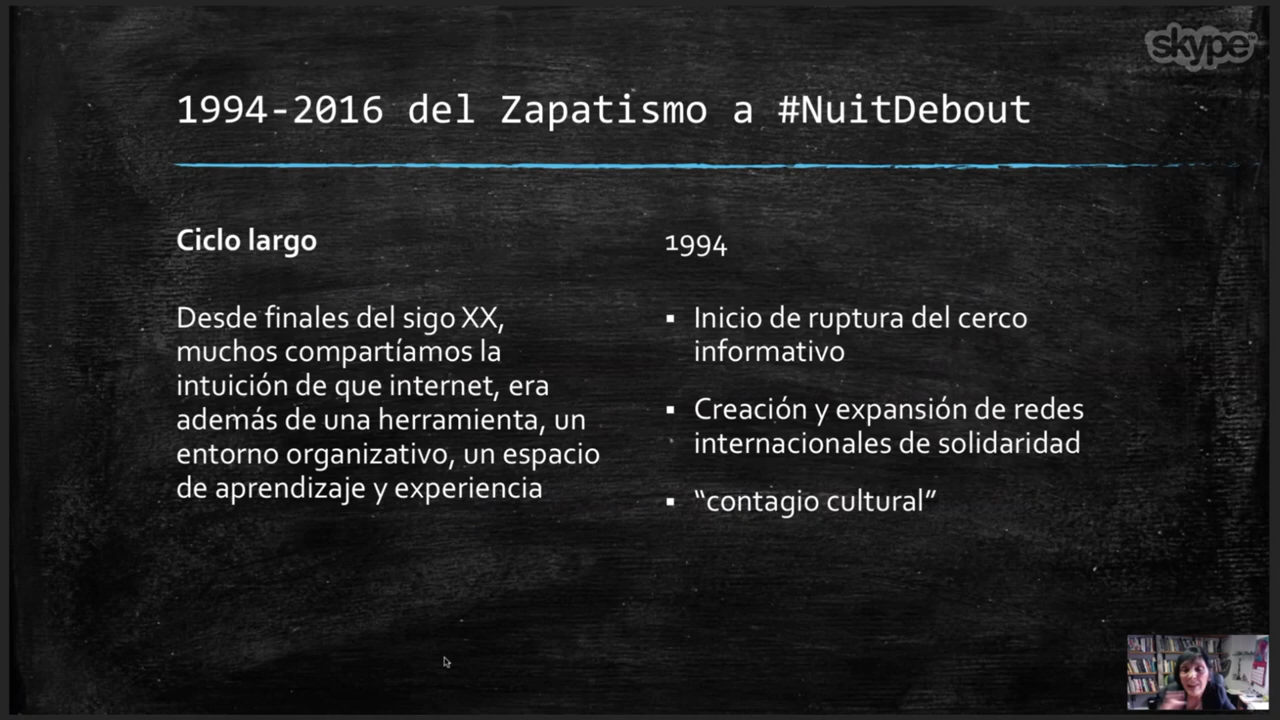 skype
1994-2016 del Zapatismo a #NuitDebout
Ciclo largo
Desde finales del sigo XX,
muchos compartíamos la
intuición de que internet, era
además de una herramienta, un
entorno organizativo, un espacio
de aprendizaje y experiencia
1994
▪ Inicio de ruptura del cerco
informativo
▪ Creación y expansión de redes
internacionales de solidaridad
▪ “contagio cultural”